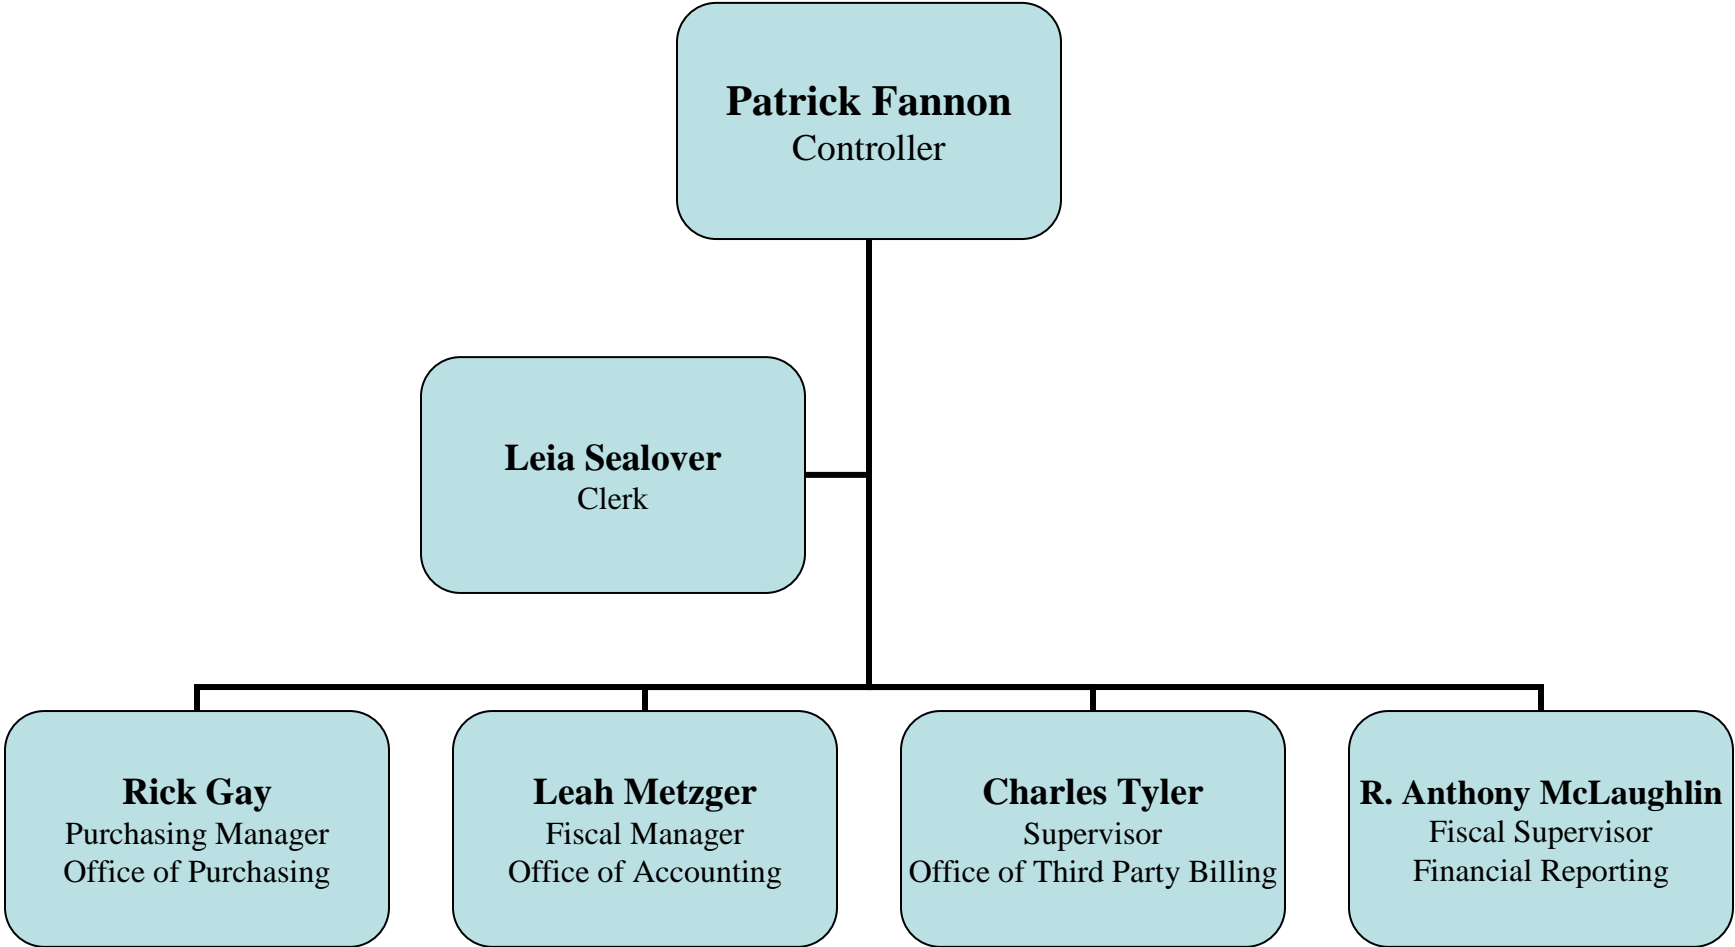 Patrick Fannon
Controller
Leia Sealover
Clerk
Rick Gay
Purchasing Manager
Office of Purchasing
Leah Metzger
Fiscal Manager
Office of Accounting
Charles Tyler
Supervisor
Office of Third Party Billing
R. Anthony McLaughlin
Fiscal Supervisor
Financial Reporting